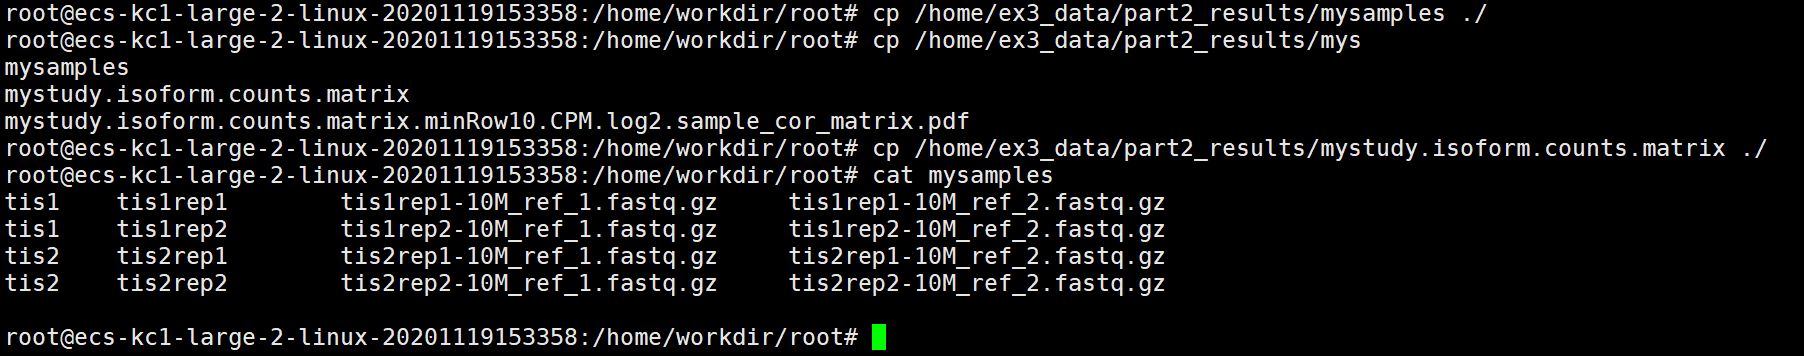 root@ecs-kc1-large-2-linux-20201119153358:/home/workdir/root# cp /home/ex3_data/part2_results/mysamples ./
root@ecs-kc1-large-2-linux-20201119153358:/home/workdir/root# cp /home/ex3_data/part2_results/mys
mysamples
mystudy.isoform.counts.matrix
mystudy.isoform.counts.matrix.minRow10.CPM.log2.sample_cor_matrix.pdf
root@ecs-kc1-large-2-linux-20201119153358:/home/workdir/root# cp /home/ex3_data/part2_results/mystudy.isoform.counts.matrix ./
root@ecs-kc1-large-2-linux-20201119153358:/home/workdir/root# cat mysamples
tis1    tis1rep1        tis1rep1-10M_ref_1.fastq.gz     tis1rep1-10M_ref_2.fastq.gz
tis1    tis1rep2        tis1rep2-10M_ref_1.fastq.gz     tis1rep2-10M_ref_2.fastq.gz
tis2    tis2rep1        tis2rep1-10M_ref_1.fastq.gz     tis2rep1-10M_ref_2.fastq.gz
tis2    tis2rep2        tis2rep2-10M_ref_1.fastq.gz     tis2rep2-10M_ref_2.fastq.gz
root@ecs-kc1-large-2-linux-20201119153358:/home/workdir/root#